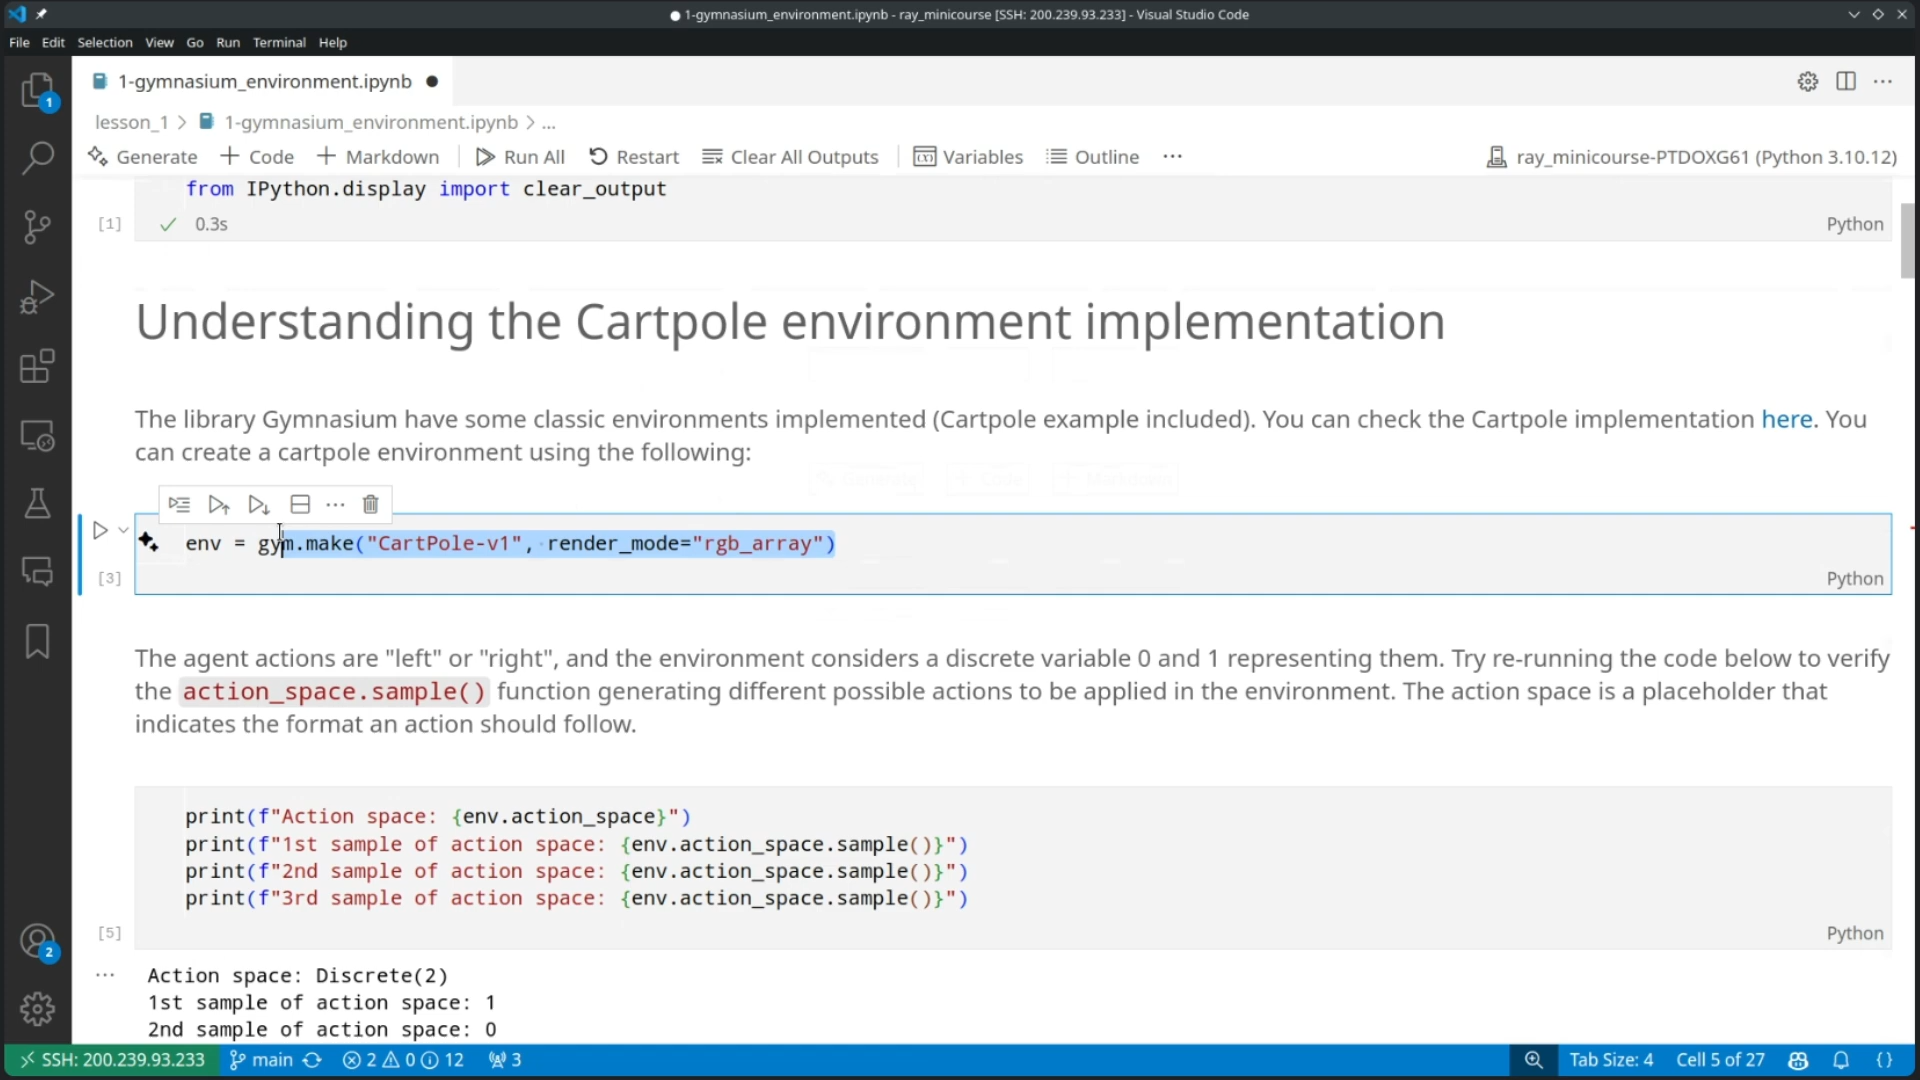 1-gymnasium_environment.ipynb - ray_minicourse [SSH: 200.239.93.233] - Visual Studio Code
File Edit Selection View Go Run Terminal Help
1-gymnasium_environment.ipynb
lesson_1 > 1-gymnasium_environment.ipynb > ...
Generate + Code + Markdown Run All Restart Clear All Outputs Variables Outline ... ray_minicourse-PTDOXG61 (Python 3.10.12)
1
from IPython.display import clear_output
[1] ✓ 0.3s Python
Understanding the Cartpole environment implementation
The library Gymnasium have some classic environments implemented (Cartpole example included). You can check the Cartpole implementation here. You
can create a cartpole environment using the following:
env = gym.make("CartPole-v1", render_mode="rgb_array")
[3] Python
The agent actions are "left" or "right", and the environment considers a discrete variable 0 and 1 representing them. Try re-running the code below to verify
the action_space.sample() function generating different possible actions to be applied in the environment. The action space is a placeholder that
indicates the format an action should follow.
print(f"Action space: {env.action_space}")
print(f"1st sample of action space: {env.action_space.sample()}")
print(f"2nd sample of action space: {env.action_space.sample()}")
print(f"3rd sample of action space: {env.action_space.sample()}")
[5] Python
2
... Action space: Discrete(2)
1st sample of action space: 1
2nd sample of action space: 0
SSH: 200.239.93.233 main 2 0 12 3 Tab Size: 4 Cell 5 of 27 {}